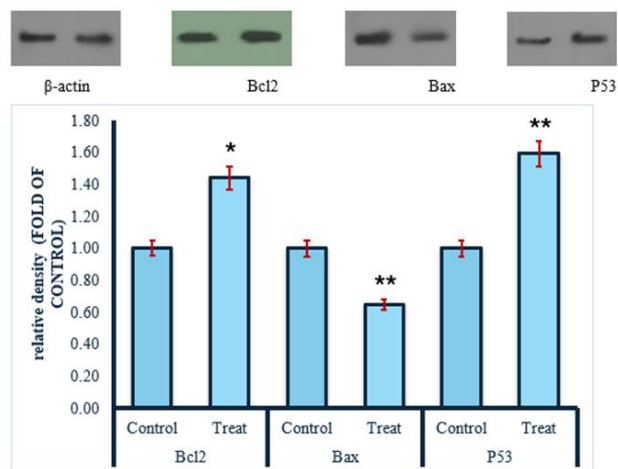 β-actin Bcl2 Bax P53
1.80
*
**
**
1.60
1.40
1.20
1.00
0.80
0.60
0.40
0.20
0.00
relative density (FOLD OF
CONTROL)
Control Treat Control Treat Control Treat
Bcl2 Bax P53